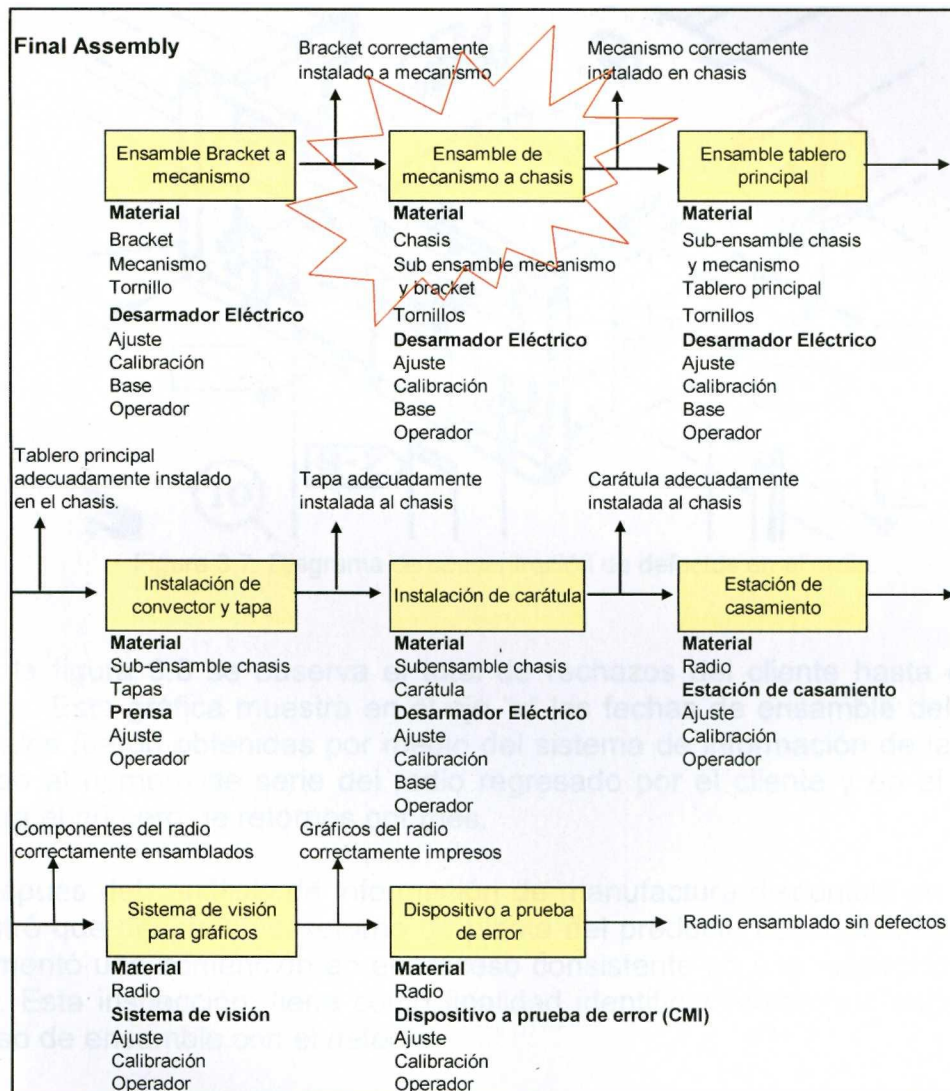 Final Assembly
Bracket correctamente
instalado a mecanismo
Mecanismo correctamente
instalado en chasis
Ensamble Bracket a
mecanismo
Ensamble de
mecanismo a chasis
Ensamble tablero
principal
Material
Bracket
Mecanismo
Tornillo
Desarmador Eléctrico
Ajuste
Calibración
Base
Operador
Material
Chasis
Sub ensamble mecanismo
y bracket
Tornillos
Desarmador Eléctrico
Ajuste
Calibración
Base
Operador
Material
Sub-ensamble chasis
y mecanismo
Tablero principal
Tornillos
Desarmador Eléctrico
Ajuste
Calibración
Base
Operador
Tablero principal
adecuadamente instalado
en el chasis
Tapa adecuadamente
instalada al chasis
Carátula adecuadamente
instalada al chasis
Instalación de
convector y tapa
Instalación de carátula
Estación de
casamiento
Material
Sub-ensamble chasis
Tapas
Prensa
Ajuste
Operador
Material
Subensamble chasis
Carátula
Desarmador Eléctrico
Ajuste
Calibración
Base
Operador
Material
Radio
Estación de casamiento
Ajuste
Calibración
Operador
Componentes del radio
correctamente ensamblados
Gráficos del radio
correctamente impresos
Sistema de visión
para gráficos
Dispositivo a prueba
de error
Radio ensamblado sin defectos
Material
Radio
Sistema de visión
Ajuste
Calibración
Operador
Material
Radio
Dispositivo a prueba de error (CMI)
Ajuste
Calibración
Operador